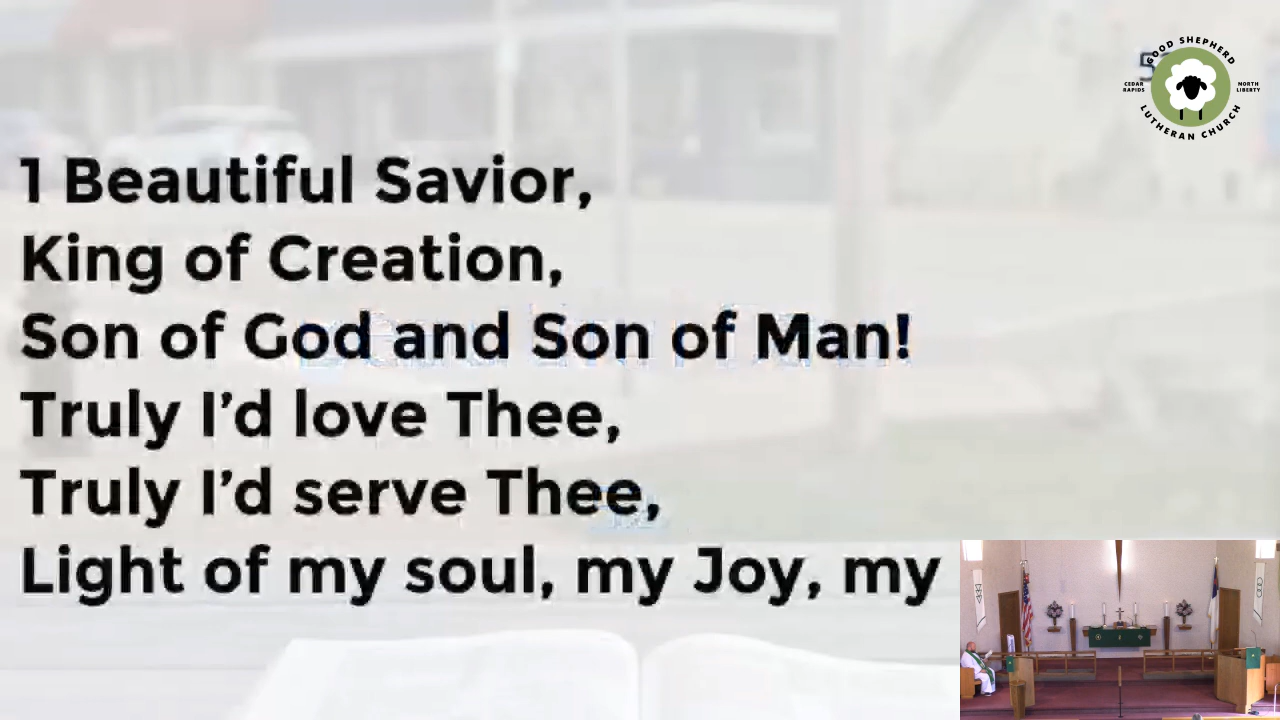 GOOD SHEPHERD
CEDAR RAPIDS
NORTH LIBERTY
LUTHERAN CHURCH
1 Beautiful Savior,
King of Creation,
Son of God and Son of Man!
Truly I’d love Thee,
Truly I’d serve Thee,
Light of my soul, my Joy, my